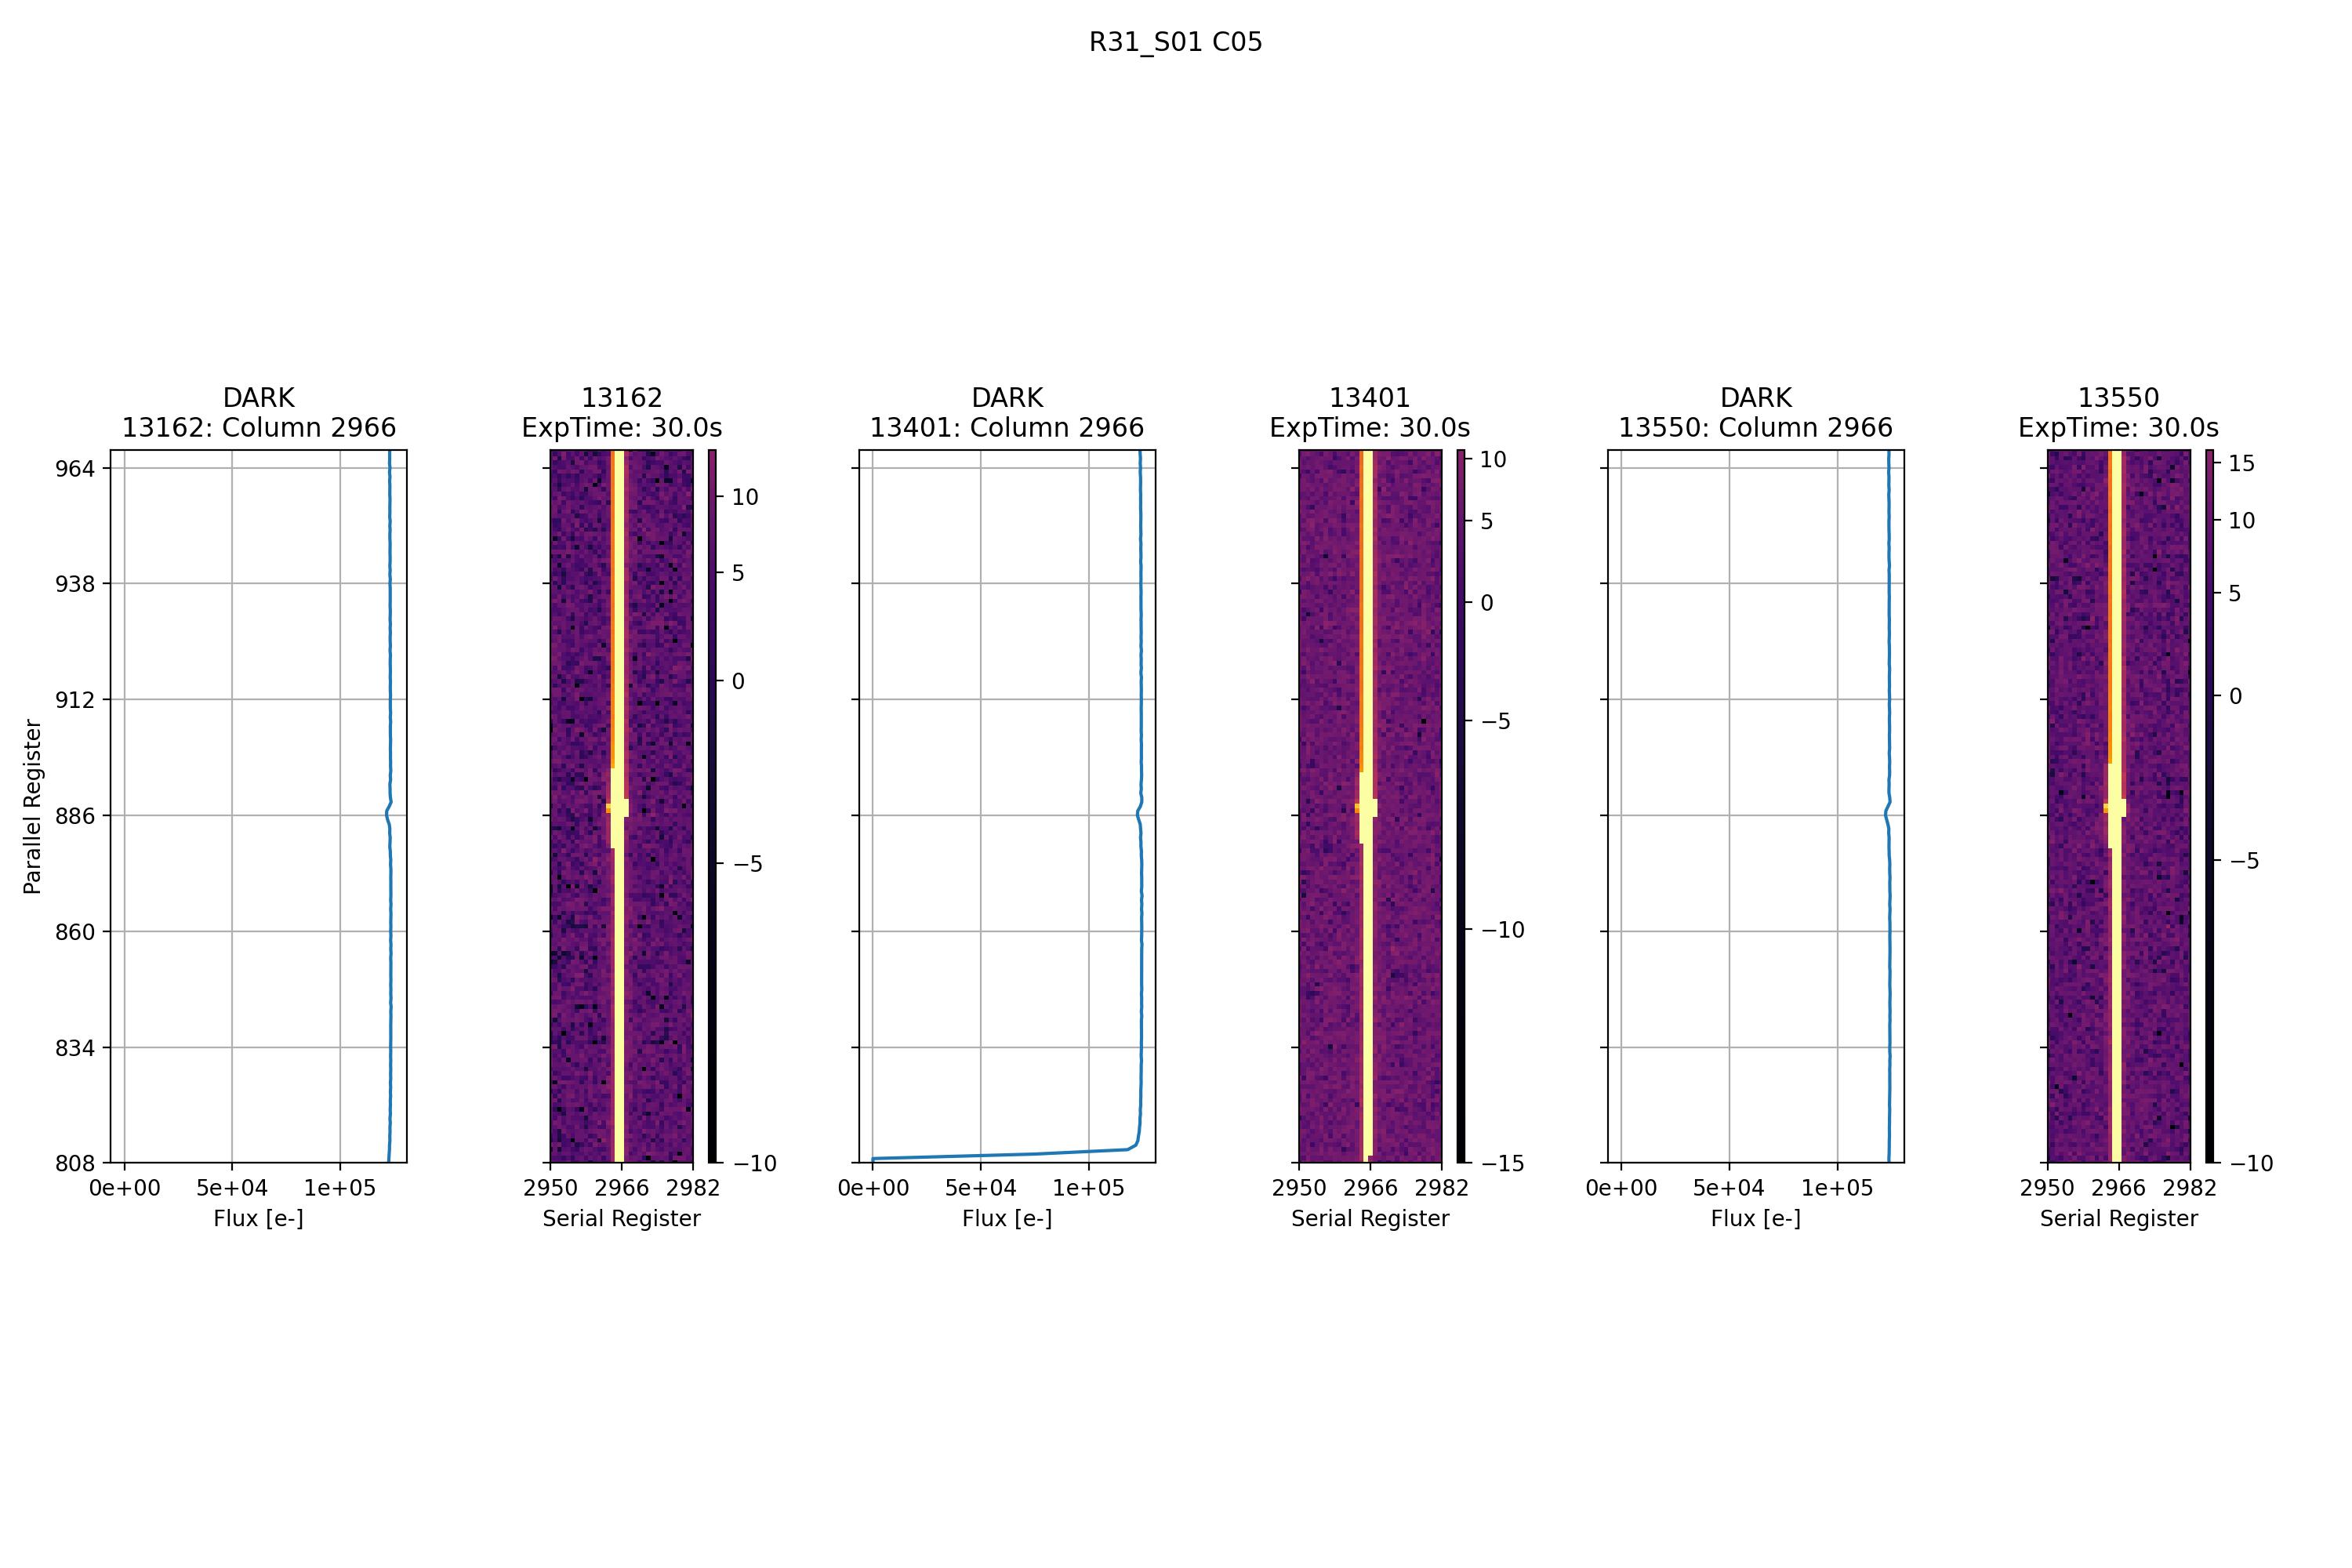 R31_S01 C05
DARK
13162: Column 2966
13162
ExpTime: 30.0s
DARK
13401: Column 2966
13401
ExpTime: 30.0s
DARK
13550: Column 2966
13550
ExpTime: 30.0s
Parallel Register
964
938
912
886
860
834
808
0e+00 5e+04 1e+05
Flux [e-]
10
5
0
−5
−10
2950 2966 2982
Serial Register
0e+00 5e+04 1e+05
Flux [e-]
10
5
0
−5
−10
−15
2950 2966 2982
Serial Register
0e+00 5e+04 1e+05
Flux [e-]
15
10
5
0
−5
−10
2950 2966 2982
Serial Register